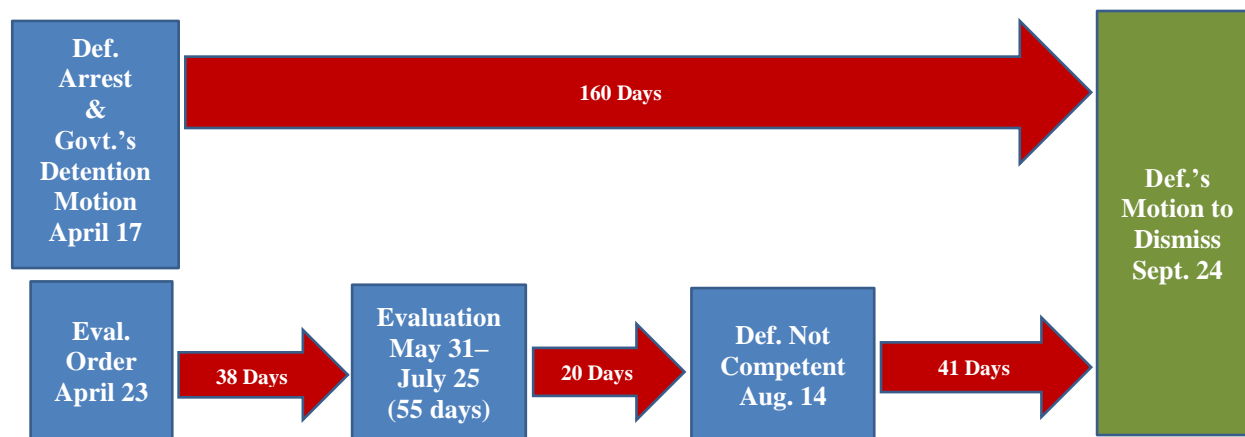 Def.
Arrest
&
Govt.'s
Detention
Motion
April 17
160 Days
Def.'s
Motion to
Dismiss
Sept. 24
Eval.
Order
April 23
38 Days
Evaluation
May 31–
July 25
(55 days)
20 Days
Def. Not
Competent
Aug. 14
41 Days